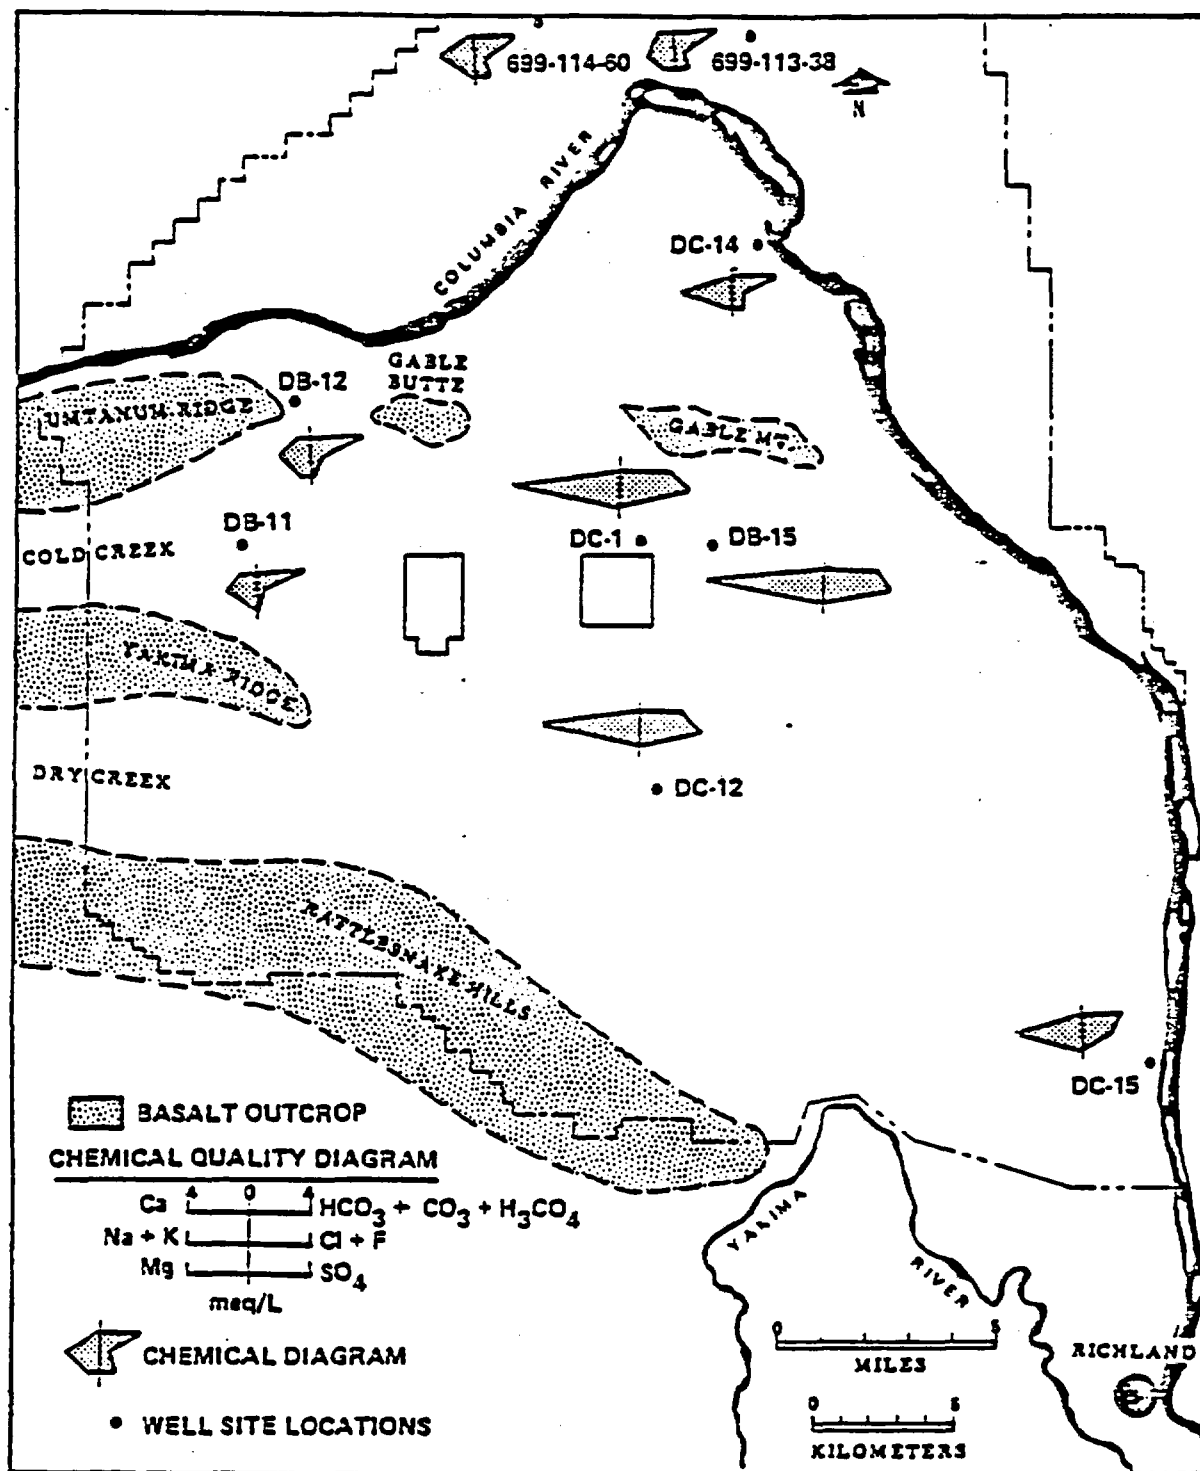 699-114-60
699-113-38
N
COLUMBIA RIVER
DC-14
GABLE
BUTTE
DB-12
UMTANUM RIDGE
GABLE MT.
DB-11
COLD CREEK
DC-1
DB-15
YAKIMA RIDGE
DRY CREEK
DC-12
RATTLESNAKE HILLS
DC-15
BASALT OUTCROP
CHEMICAL QUALITY DIAGRAM
4 0 4
Ca HCO3 + CO3 + H3CO4
Na + K Cl + F
Mg SO4
meq/L
CHEMICAL DIAGRAM
WELL SITE LOCATIONS
YAKIMA RIVER
0 5
MILES
0 5
KILOMETERS
RICHLAND